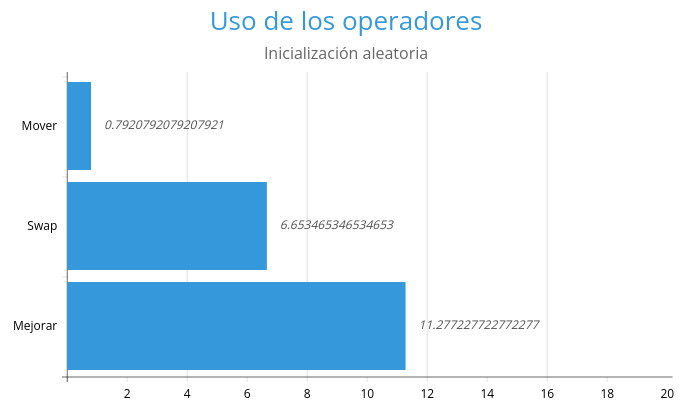 Uso de los operadores
Inicialización aleatoria
Mover
0.7920792079207921
Swap
6.653465346534653
Mejorar
11.277227722772277
2 4 6 8 10 12 14 16 18 20